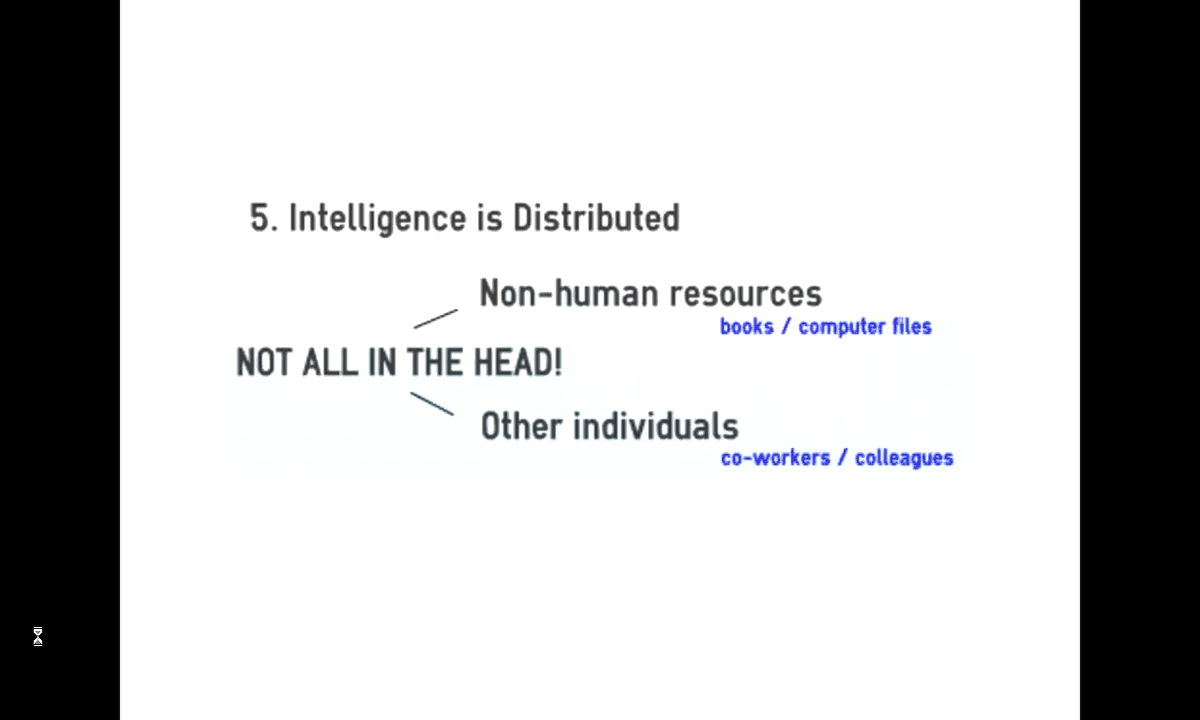 5. Intelligence is Distributed
Non-human resources
books / computer files
NOT ALL IN THE HEAD!
Other individuals
co-workers / colleagues